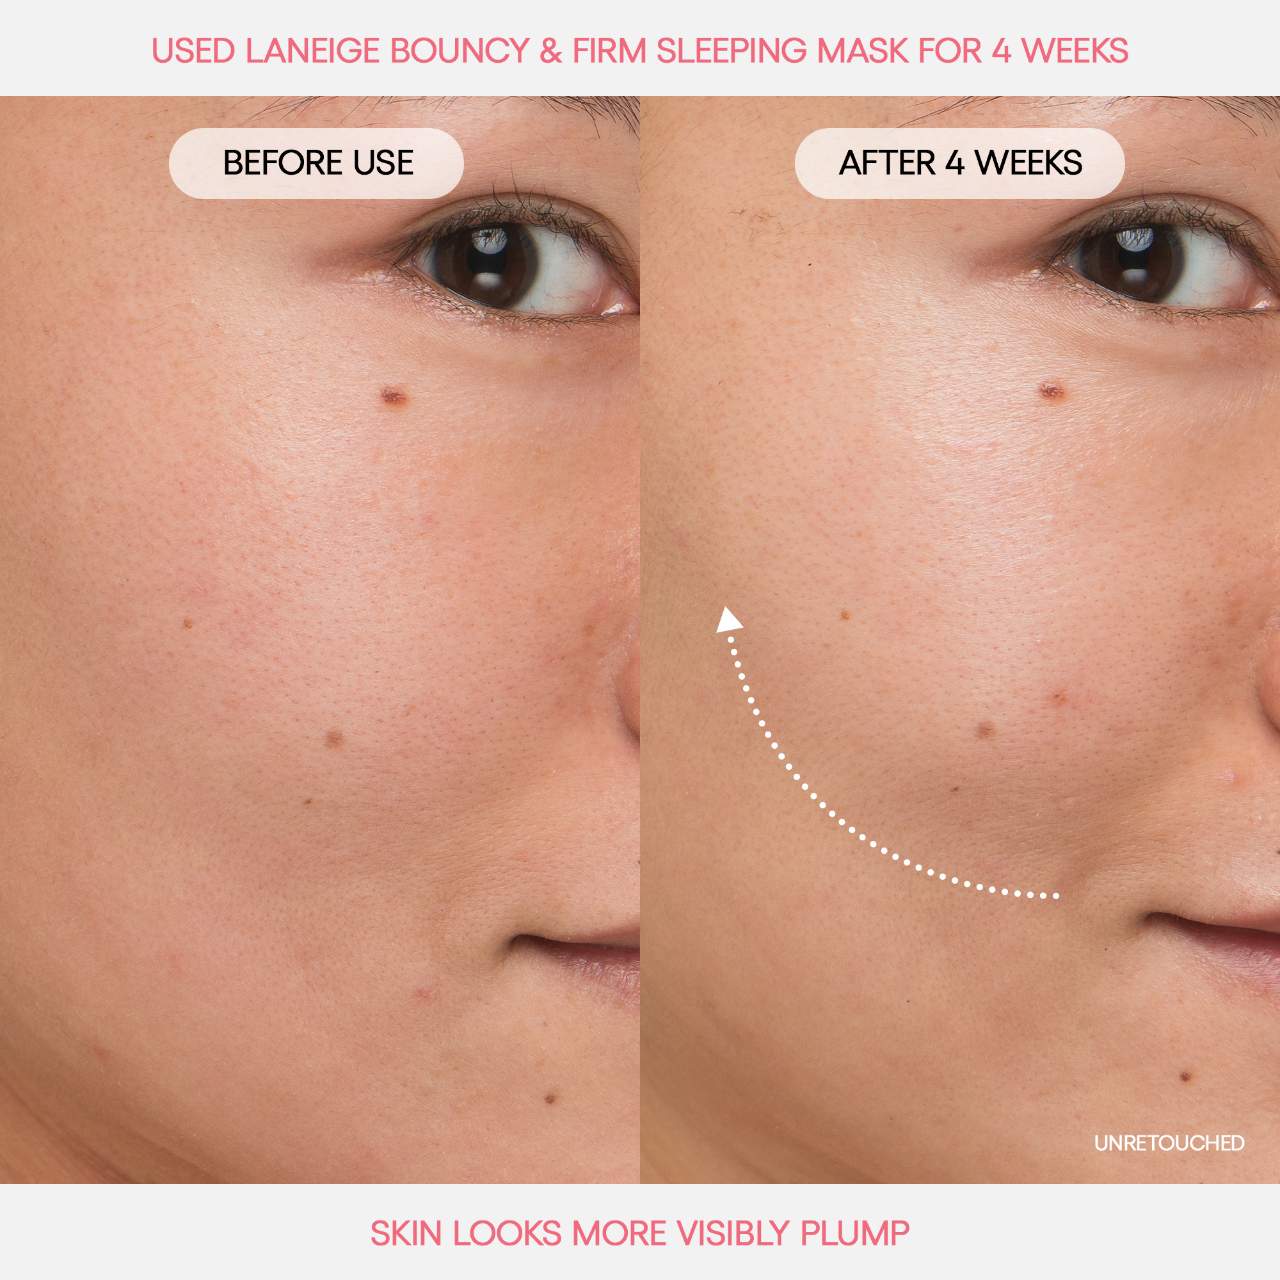 USED LANEIGE BOUNCY & FIRM SLEEPING MASK FOR 4 WEEKS
BEFORE USE
AFTER 4 WEEKS
UNRETOUCHED
SKIN LOOKS MORE VISIBLY PLUMP